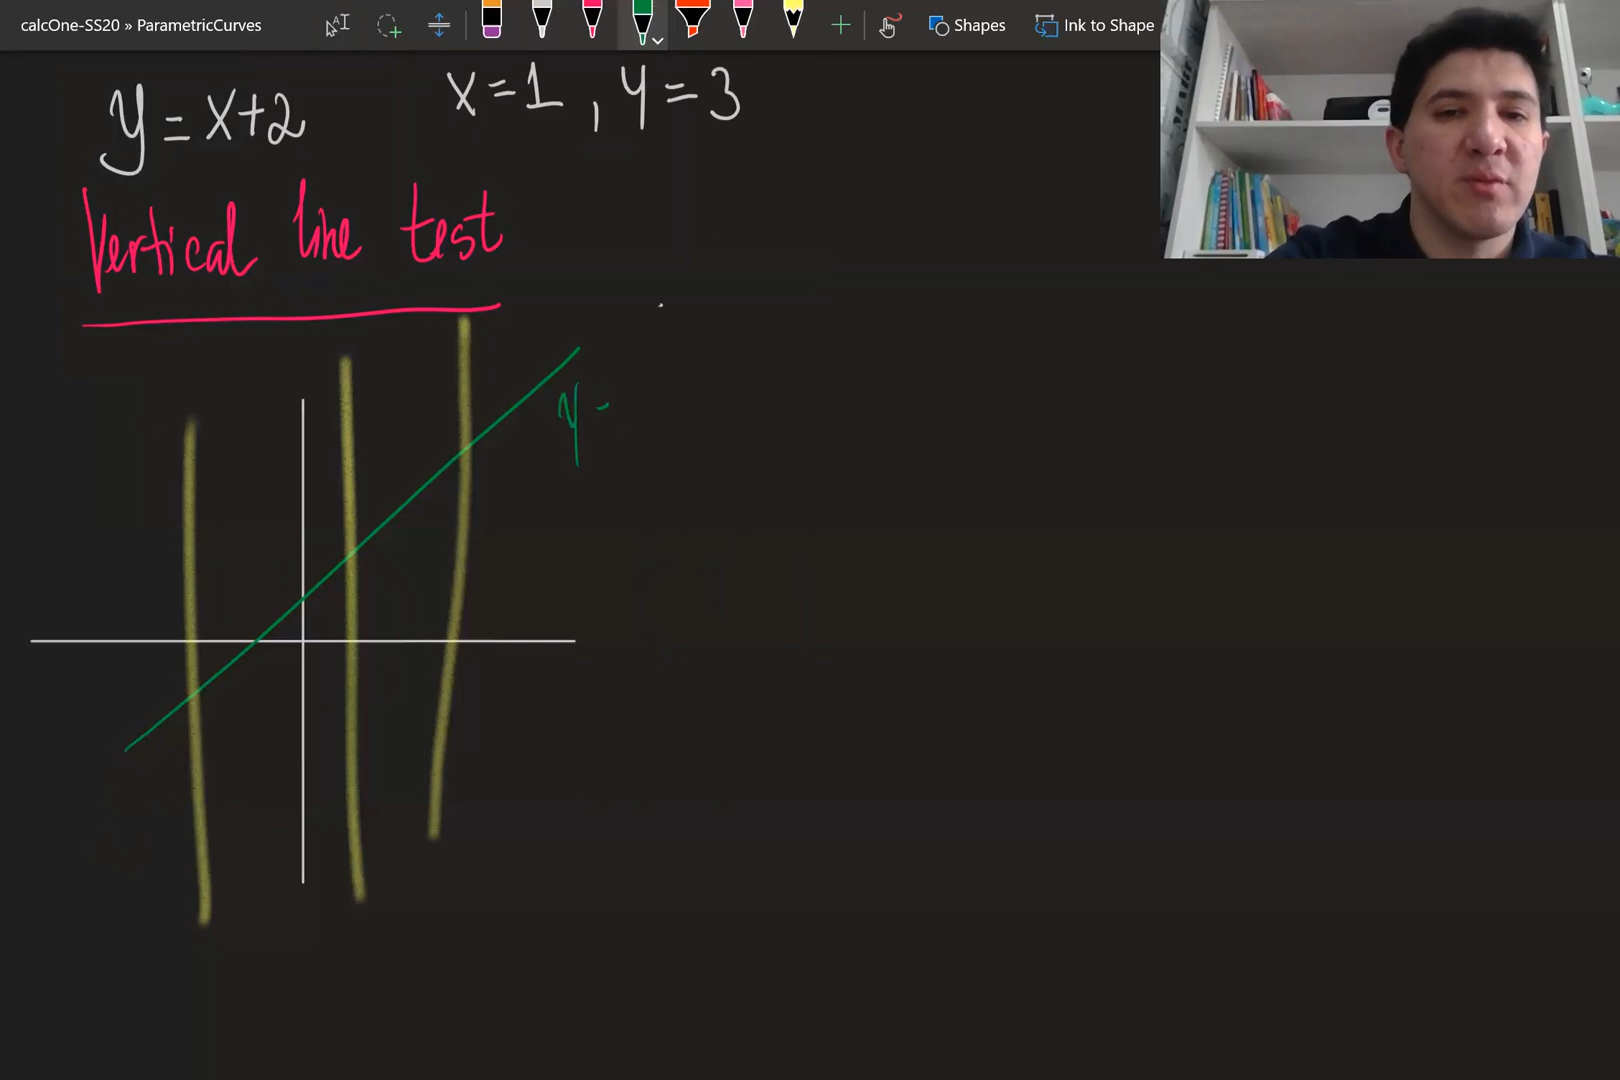 calcOne-SS20 » ParametricCurves Shapes Ink to Shape
y = x+2 x=1, y=3
Vertical line test
y -